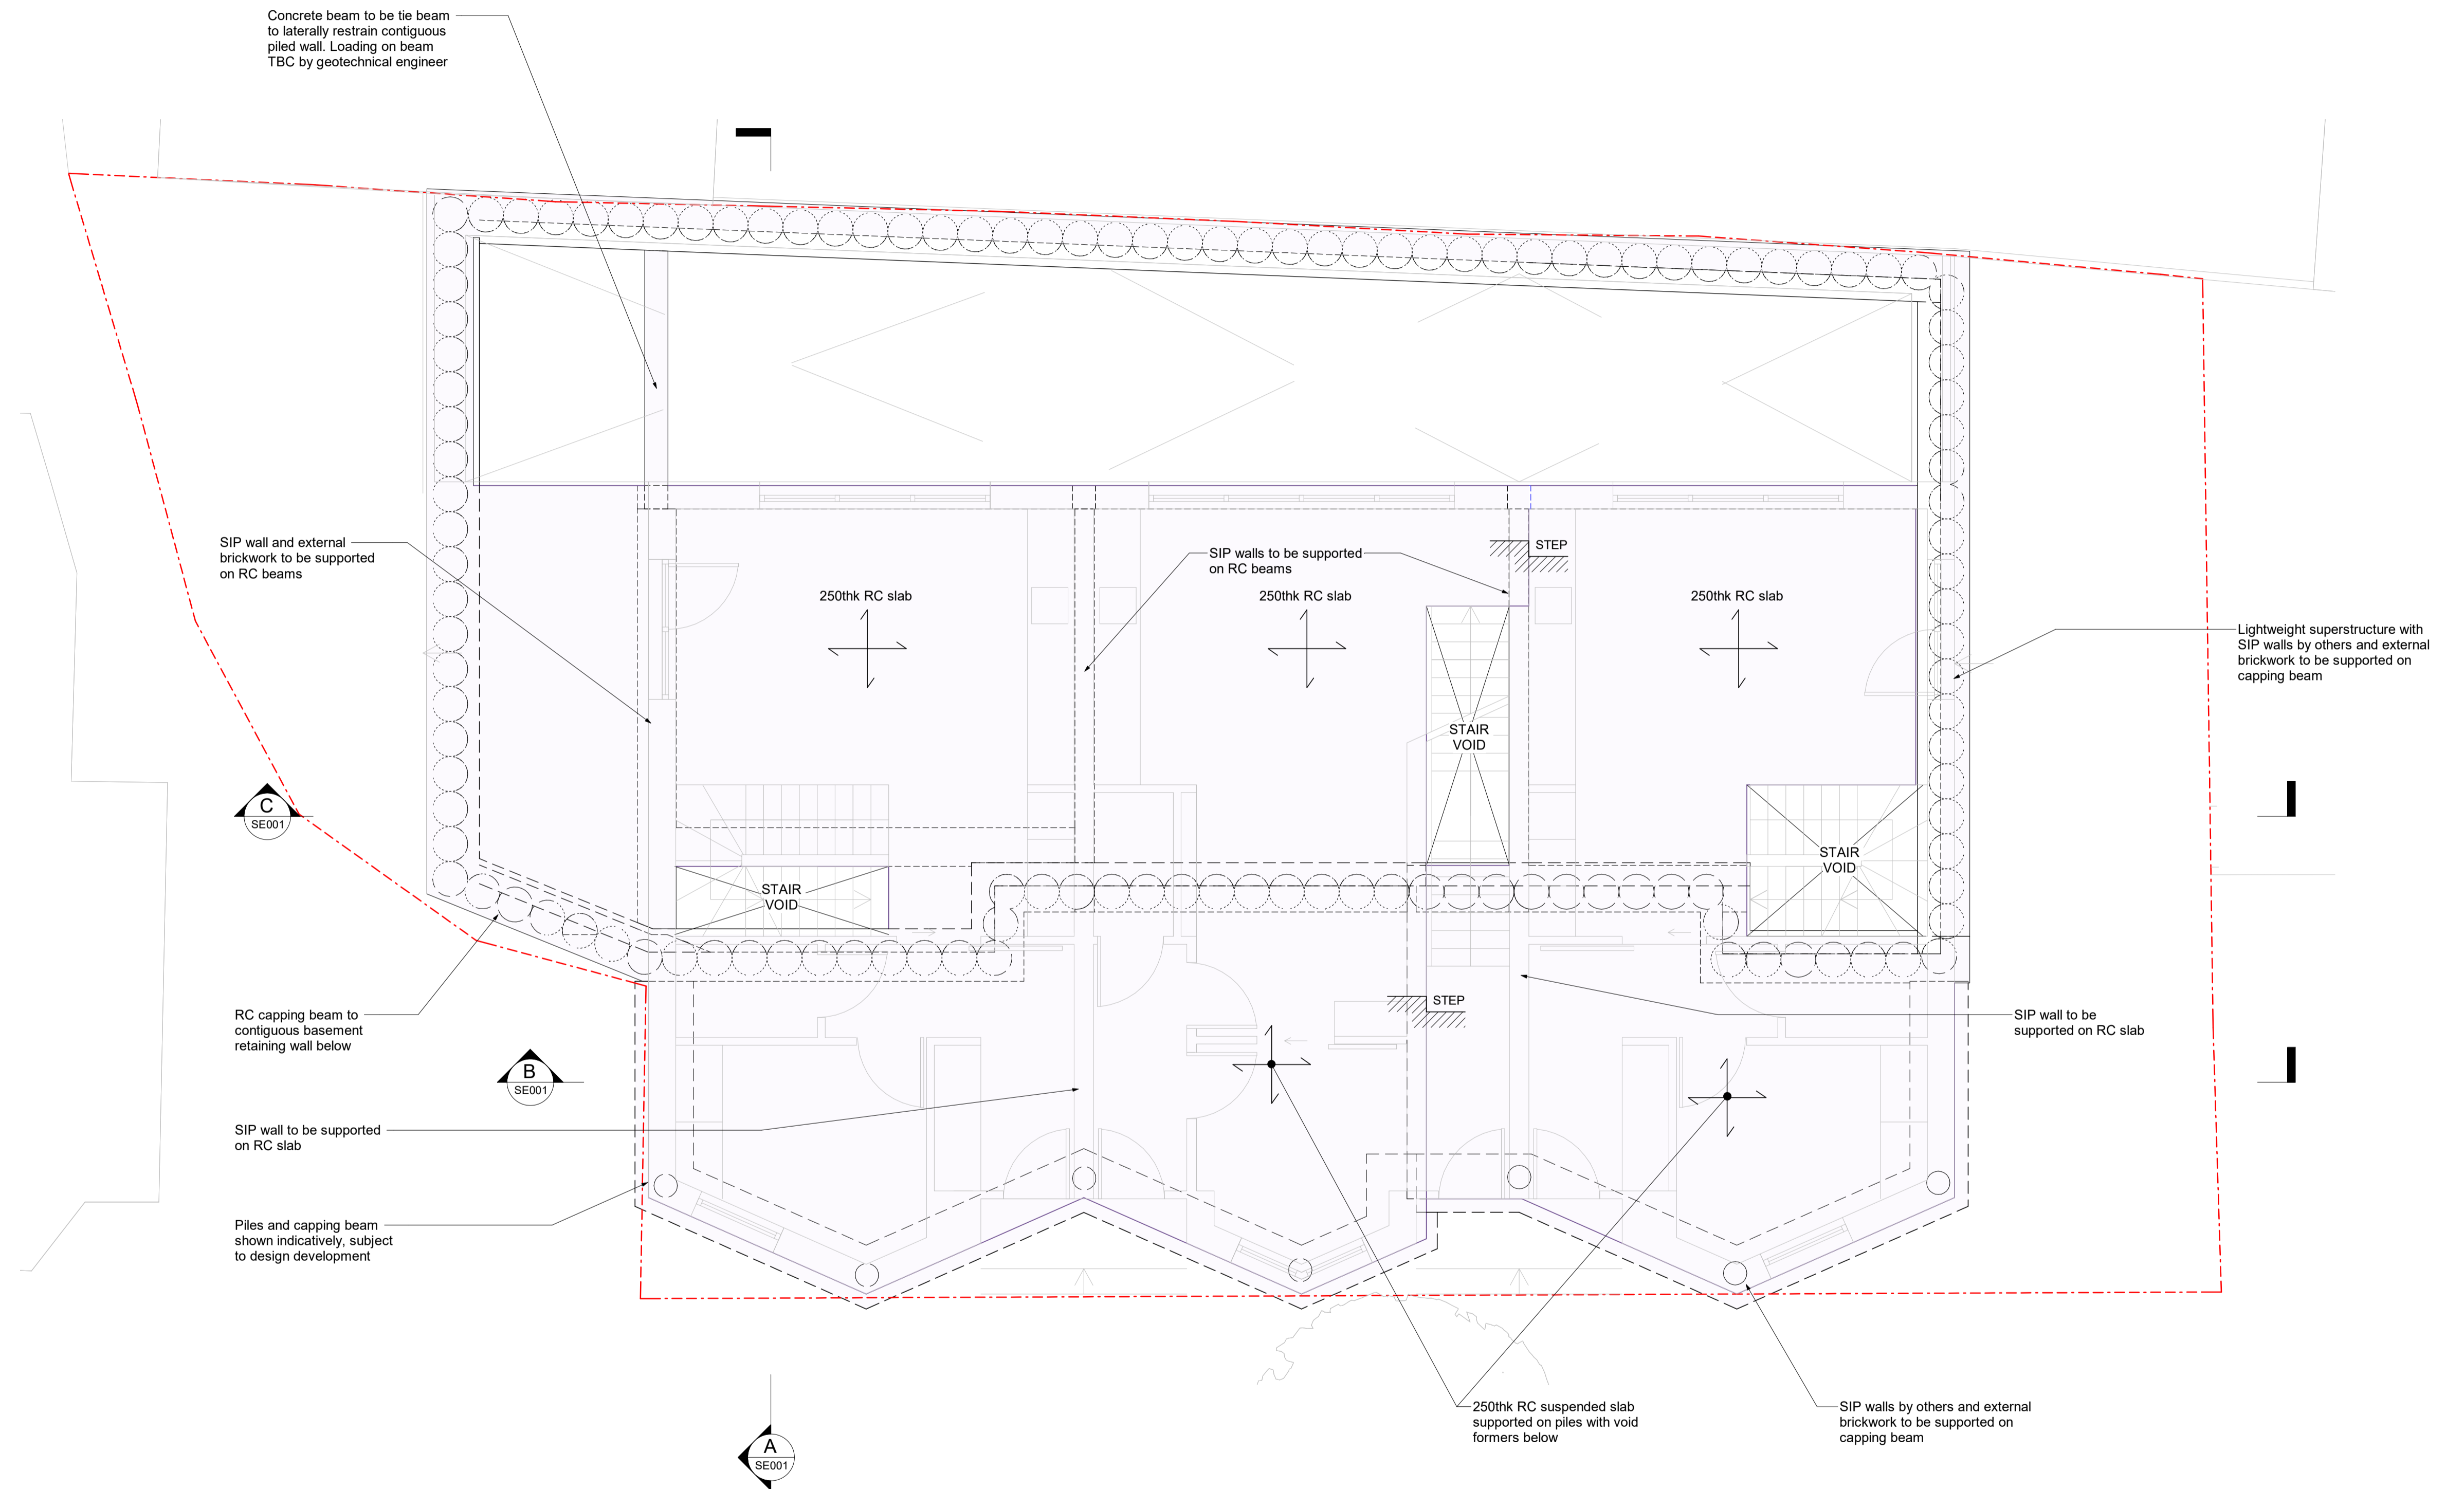 Concrete beam to be tie beam
to laterally restrain contiguous
piled wall. Loading on beam
TBC by geotechnical engineer
SIP wall and external
brickwork to be supported
on RC beams
SIP walls to be supported
on RC beams
STEP
250thk RC slab
250thk RC slab
250thk RC slab
Lightweight superstructure with
SIP walls by others and external
brickwork to be supported on
capping beam
STAIR
VOID
C
SE001
STAIR
VOID
STAIR
VOID
RC capping beam to
contiguous basement
retaining wall below
STEP
SIP wall to be
supported on RC slab
B
SE001
SIP wall to be supported
on RC slab
Piles and capping beam
shown indicatively, subject
to design development
250thk RC suspended slab
supported on piles with void
formers below
SIP walls by others and external
brickwork to be supported on
capping beam
A
SE001